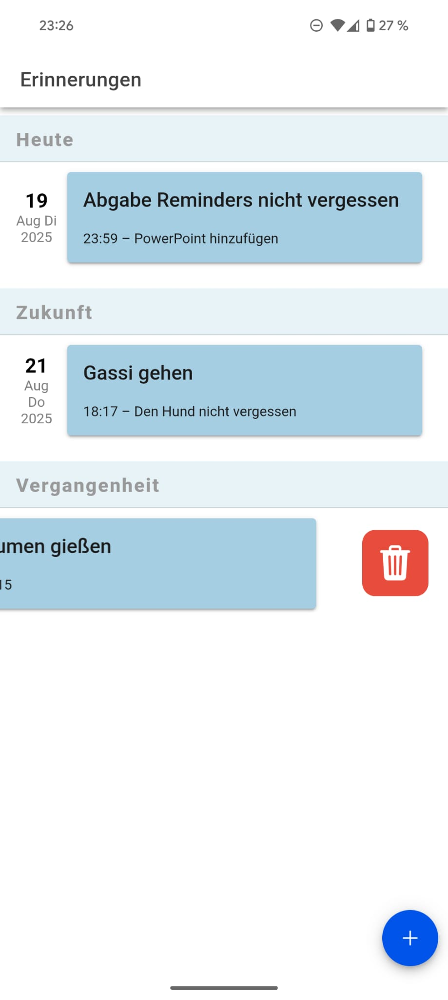 23:26 27 %
Erinnerungen
Heute
19
Aug Di
2025
Abgabe Reminders nicht vergessen
23:59 – PowerPoint hinzufügen
Zukunft
21
Aug
Do
2025
Gassi gehen
18:17 – Den Hund nicht vergessen
Vergangenheit
umen gießen
15